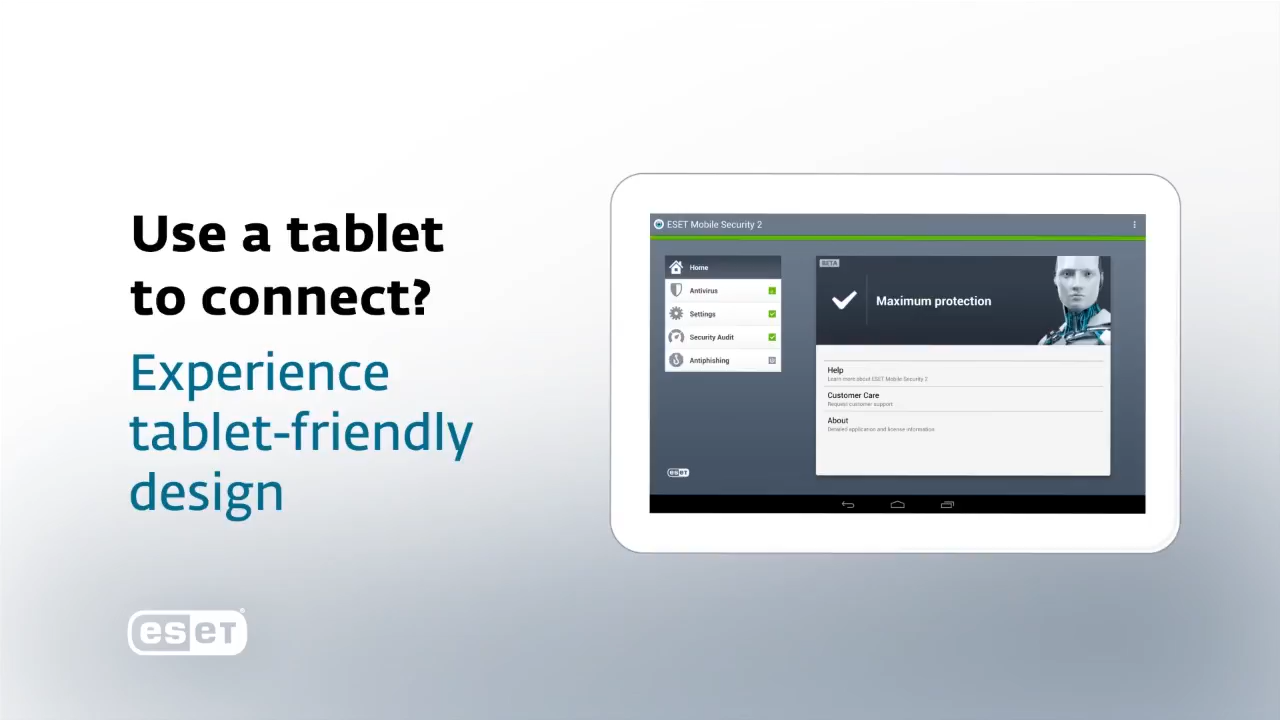 Use a tablet
to connect?
Experience
tablet-friendly
design
eset
ESET Mobile Security 2
Home
Antivirus
Settings
Security Audit
Antiphishing
eset
BETA
Maximum protection
Help
Learn more about ESET Mobile Security 2
Customer Care
Request customer support
About
Detailed application and license information